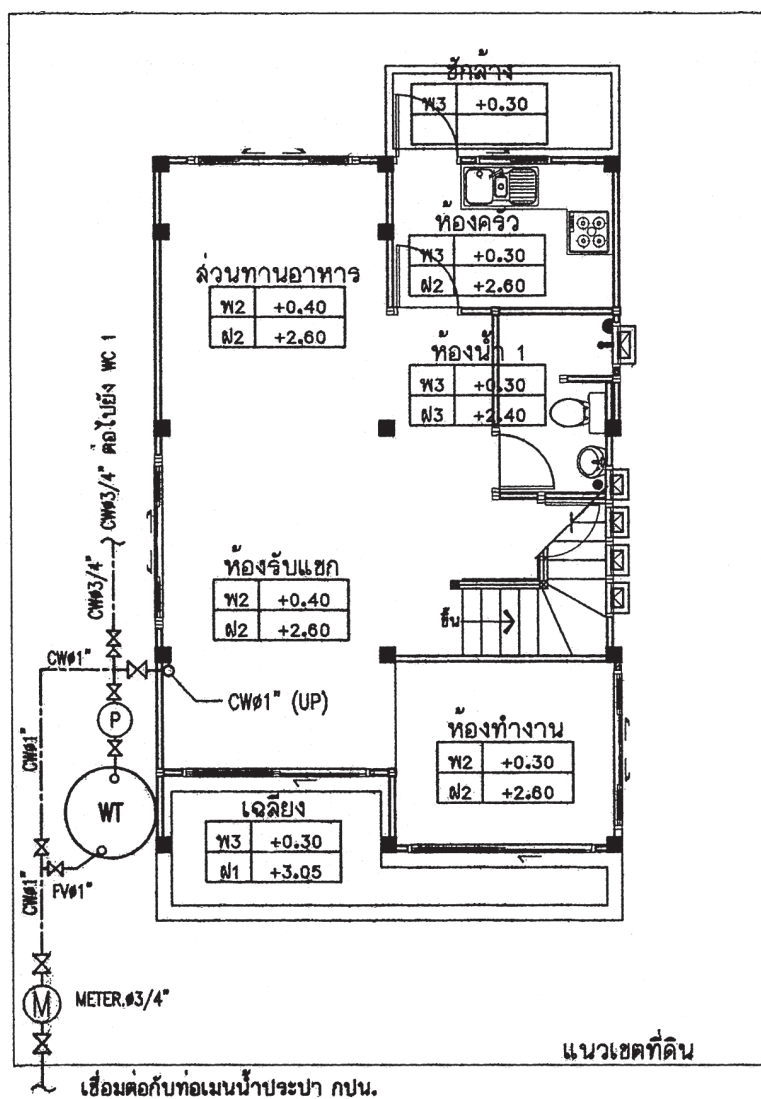 ซักล้าง
พ3 +0.30
ห้องครัว
พ3 +0.30
ฝ2 +2.60
ส่วนทานอาหาร
พ2 +0.40
ฝ2 +2.60
ห้องน้ำ 1
พ3 +0.30
ฝ3 +2.40
CWø3/4" ต่อไปยัง WC 1
CWø3/4"
ห้องรับแขก
พ2 +0.40
ฝ2 +2.60
ขึ้น
CWø1"
CWø1" (UP)
CWø1"
P
ห้องทำงาน
พ2 +0.30
ฝ2 +2.60
WT
เฉลียง
พ3 +0.30
ฝ1 +3.05
FVø1"
CWø1"
M
METER.ø3/4"
แนวเขตที่ดิน
เชื่อมต่อกับท่อเมนน้ำประปา กปน.